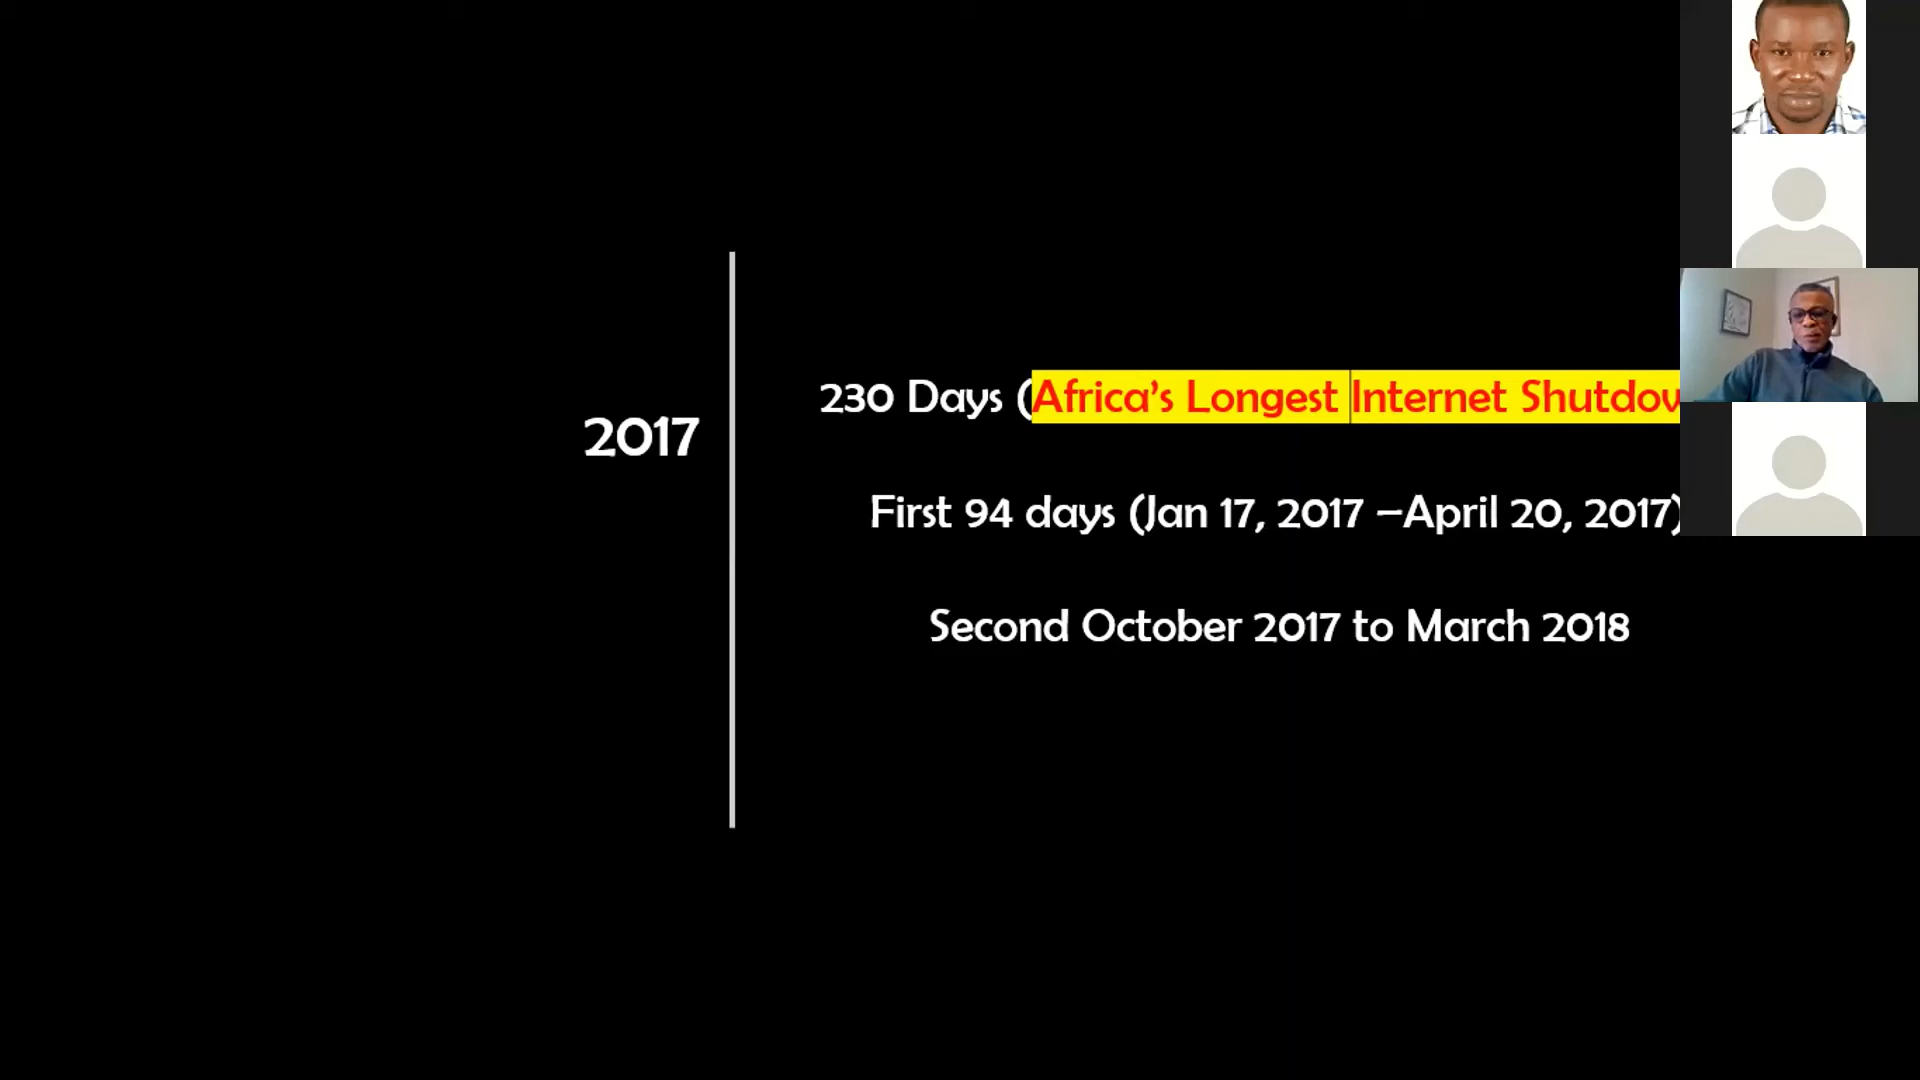 2017
230 Days (Africa's Longest Internet
First 94 days (Jan 17, 2017 –April 20, 2017)
Second October 2017 to March 2018